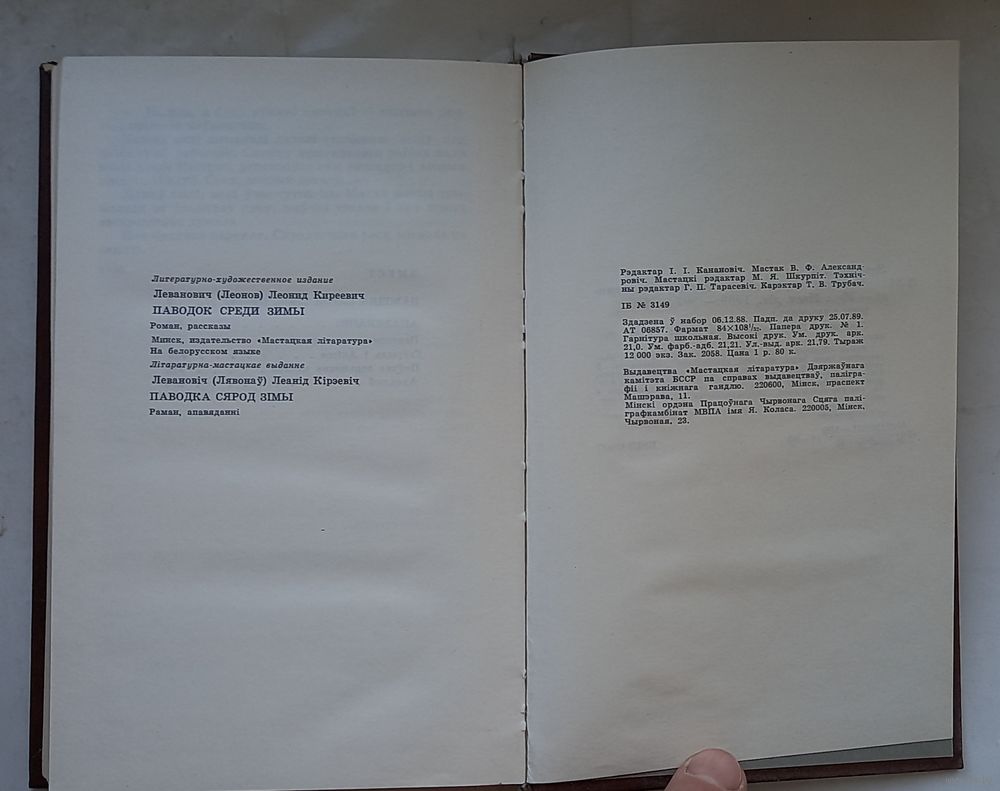 Литературно-художественное издание
Леванович (Леонов) Леонид Киреевич
ПАВОДОК СРЕДИ ЗИМЫ
Роман, рассказы
Минск, издательство «Мастацкая літаратура»
На белорусском языке
Літаратурна-мастацкае выданне
Левановіч (Лявонаў) Леанід Кірэевіч
ПАВОДКА СЯРОД ЗІМЫ
Раман, апавяданні
Рэдактар І. І. Канановіч. Мастак В. Ф. Александ-
ровіч. Мастацкі рэдактар М. Я. Шкурпіт. Тэхніч-
ны рэдактар Г. П. Тарасевіч. Карэктар Т. В. Трубач.
ІБ № 3149
Здадзена ў набор 06.12.88. Падп. да друку 25.07.89.
АТ 06857. Фармат 84×108¹/₃₂. Папера друк. № 1.
Гарнітура школьная. Высокі друк. Ум. друк. арк.
21,0. Ум. фарб.-адб. 21,21. Ул.-выд. арк. 21,79. Тыраж
12 000 экз. Зак. 2058. Цана 1 р. 80 к.
Выдавецтва «Мастацкая літаратура» Дзяржаўнага
камітэта БССР па справах выдавецтваў, палігра-
фіі і кніжнага гандлю. 220600, Мінск, праспект
Машэрава, 11.
Мінскі ордэна Працоўнага Чырвонага Сцяга палі-
графкамбінат МВПА імя Я. Коласа. 220005, Мінск,
Чырвоная, 23.